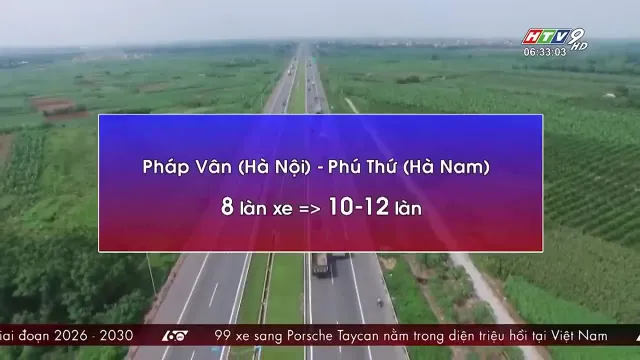 HTV9 HD
06:33:03
Pháp Vân (Hà Nội) - Phú Thứ (Hà Nam)
8 làn xe => 10-12 làn
iai đoạn 2026 - 2030 60 99 xe sang Porsche Taycan nằm trong diện triệu hồi tại Việt Nam